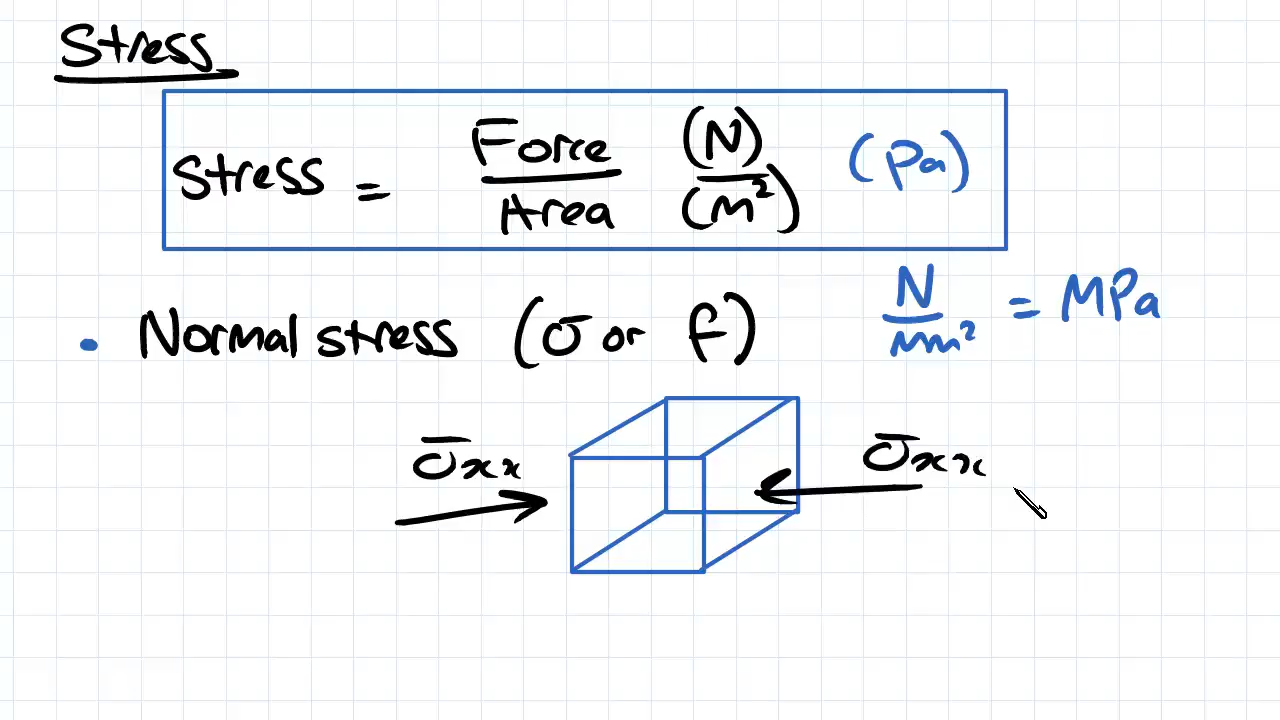 Stress
Stress = Force / Area (N) / (m²) (Pa)
• Normal stress (σ or f) N / mm² = MPa
σxx σxx